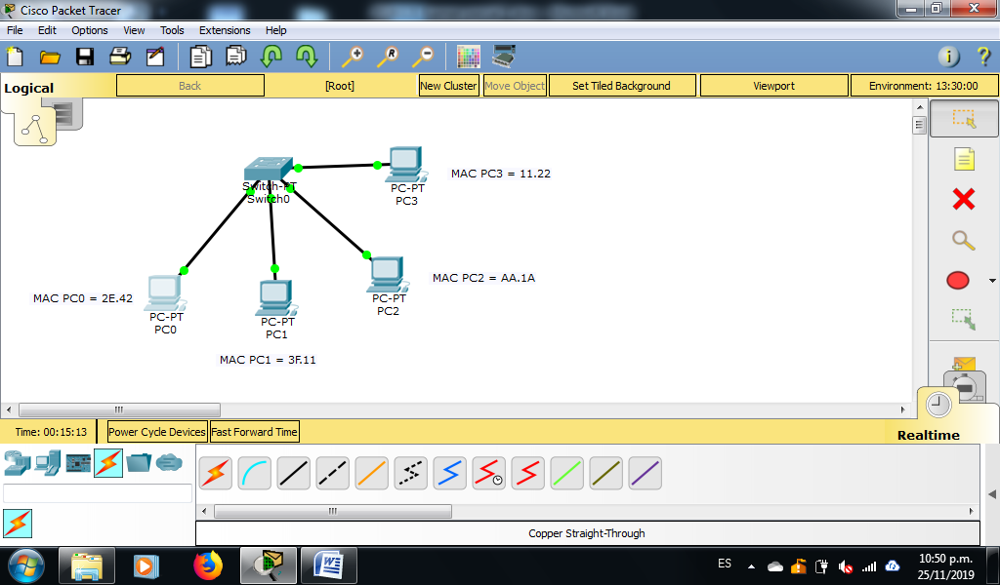 Cisco Packet Tracer
File Edit Options View Tools Extensions Help
R
i ?
Logical
Back
[Root]
New Cluster
Move Object
Set Tiled Background
Viewport
Environment: 13:30:00
Switch-PT
Switch0
PC-PT
PC3
MAC PC3 = 11.22
PC-PT
PC2
MAC PC2 = AA.1A
MAC PC0 = 2E.42
PC-PT
PC0
PC-PT
PC1
MAC PC1 = 3F.11
Time: 00:15:13
Power Cycle Devices
Fast Forward Time
Realtime
Copper Straight-Through
ES
10:50 p.m.
25/11/2019